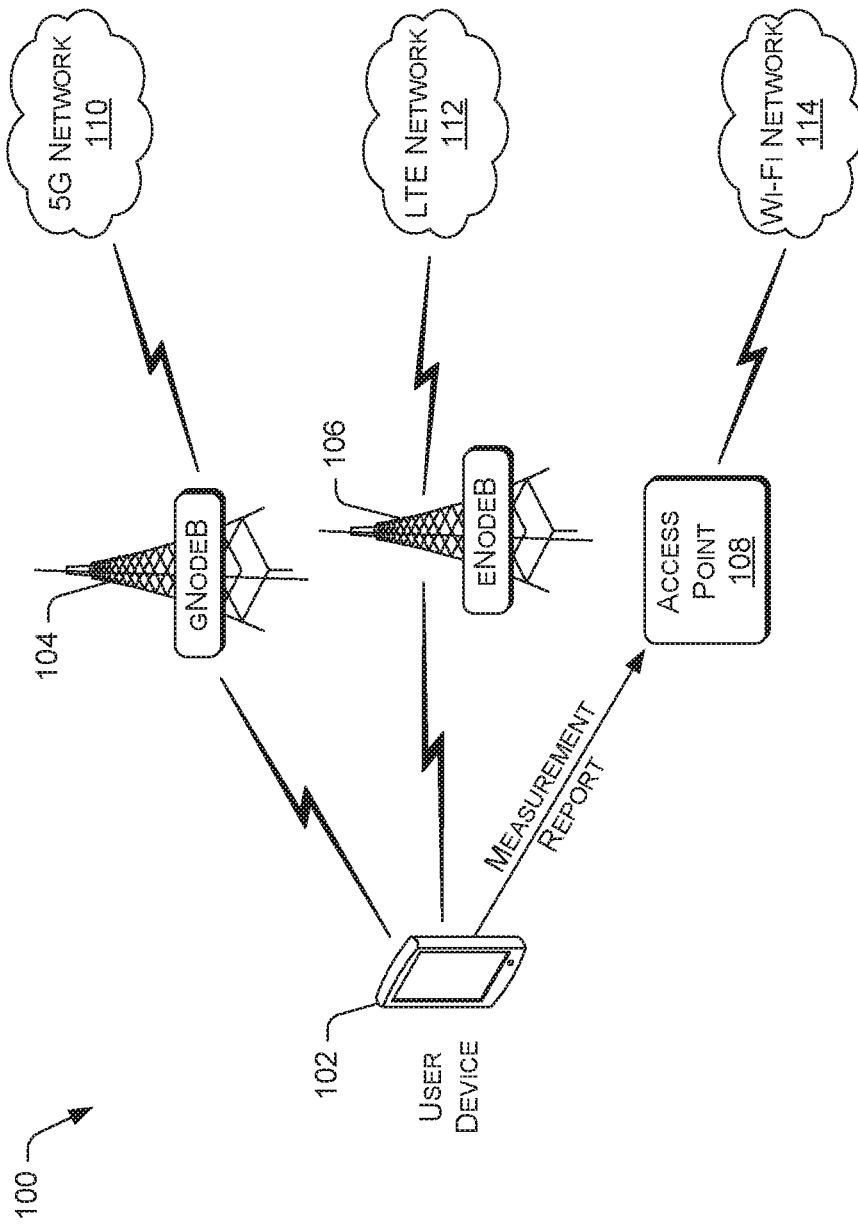 100
102
USER
DEVICE
104
gNODEB
106
eNODEB
MEASUREMENT
REPORT
ACCESS
POINT
108
5G NETWORK
110
LTE NETWORK
112
WI-FI NETWORK
114